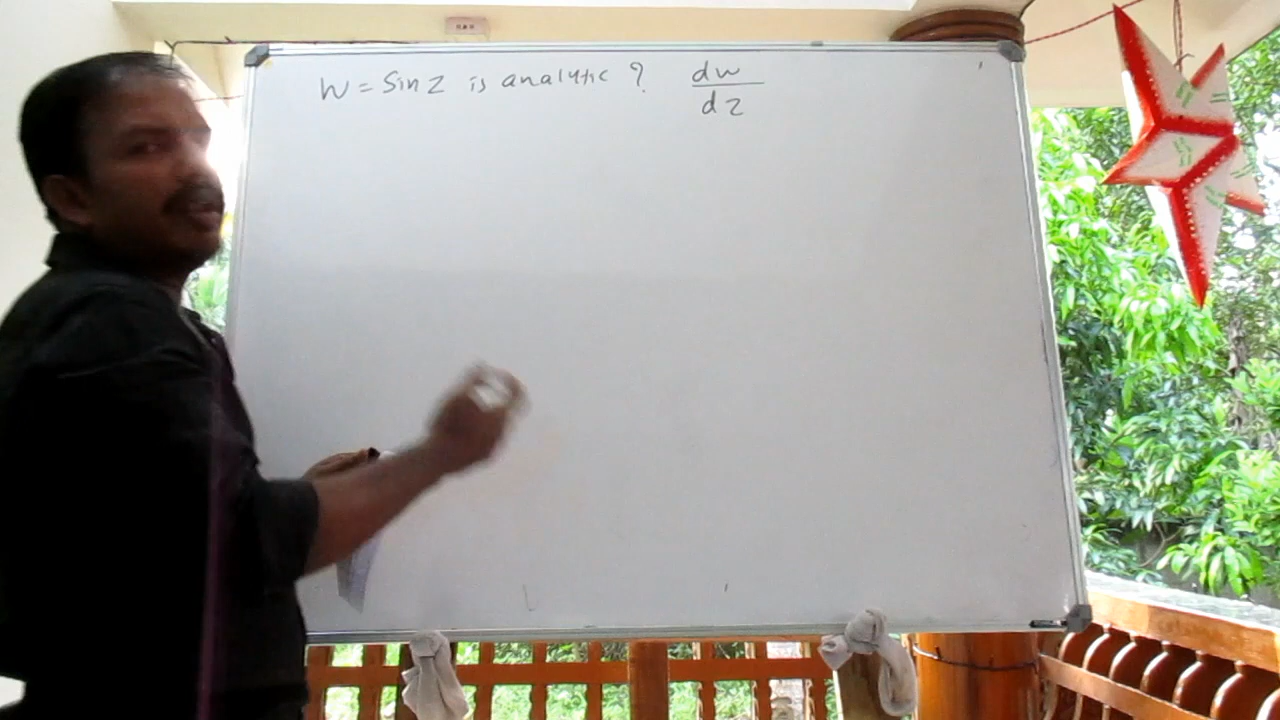 W = Sin Z is analytic ? dw
dz